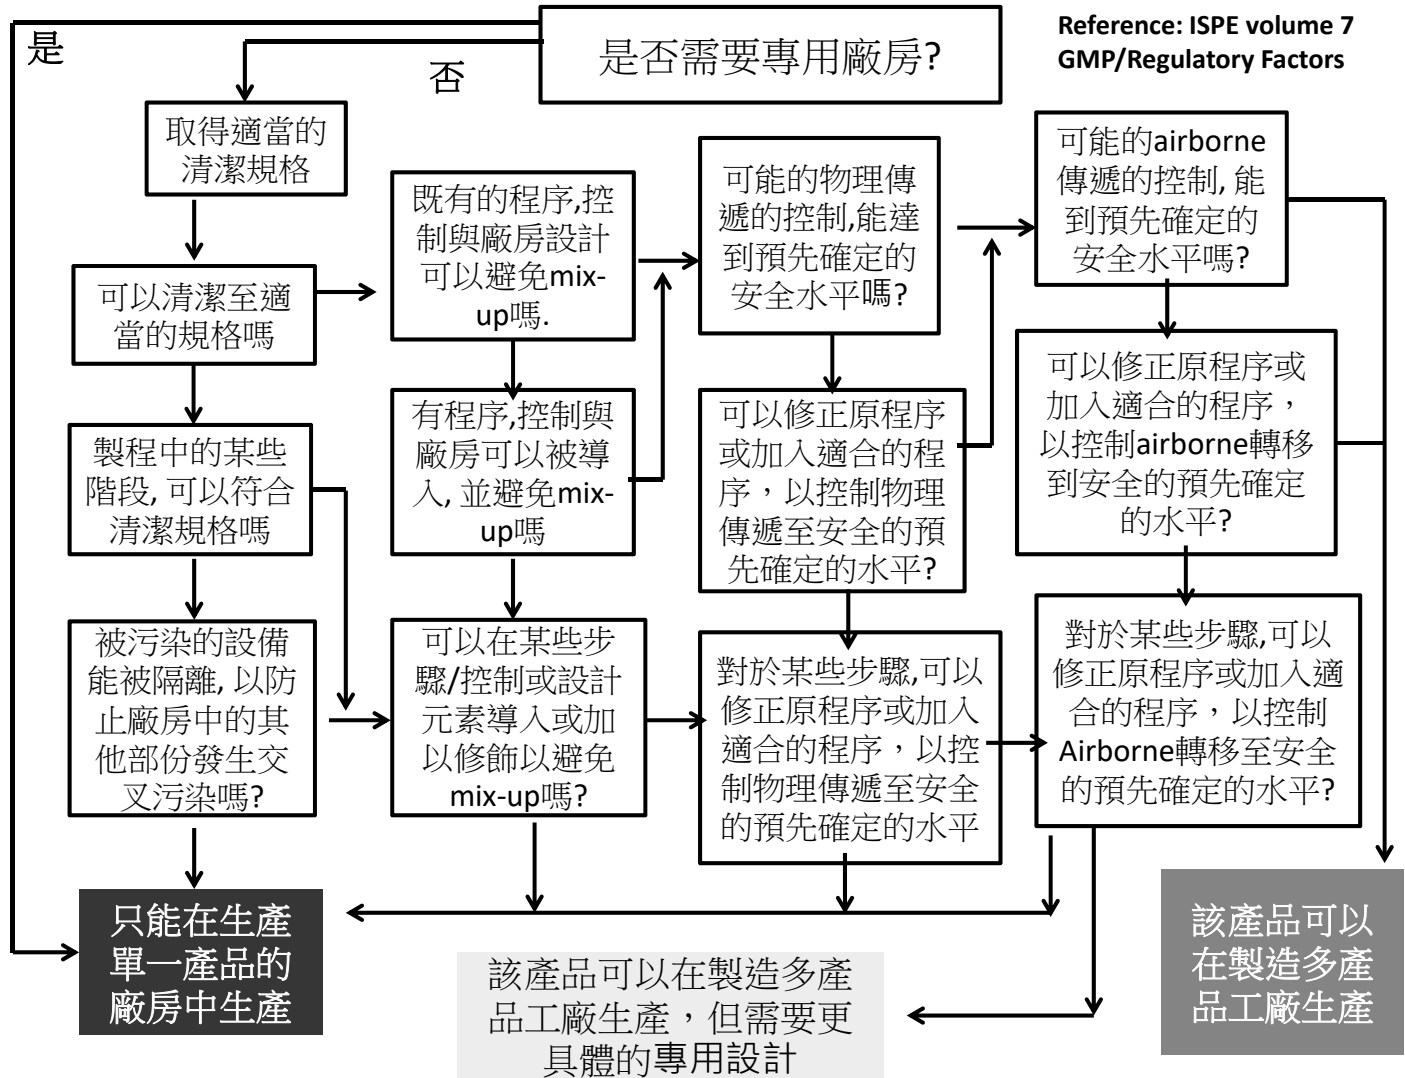 是否需要專用廠房?
Reference: ISPE volume 7
GMP/Regulatory Factors
是
否
取得適當的
清潔規格
可以清潔至適
當的規格嗎
製程中的某些
階段, 可以符合
清潔規格嗎
被污染的設備
能被隔離, 以防
止廠房中的其
他部份發生交
叉污染嗎?
只能在生產
單一產品的
廠房中生產
既有的程序,控
制與廠房設計
可以避免mix-
up嗎.
有程序,控制與
廠房可以被導
入, 並避免mix-
up嗎
可以在某些步
驟/控制或設計
元素導入或加
以修飾以避免
mix-up嗎?
可能的物理傳
遞的控制,能達
到預先確定的
安全水平嗎?
可以修正原程序
或加入適合的程
序，以控制物理
傳遞至安全的預
先確定的水平?
對於某些步驟,可以
修正原程序或加入
適合的程序，以控
制物理傳遞至安全
的預先確定的水平
可能的airborne
傳遞的控制, 能
到預先確定的
安全水平嗎?
可以修正原程序或
加入適合的程序，
以控制airborne轉移
到安全的預先確定
的水平?
對於某些步驟,可以
修正原程序或加入適
合的程序，以控制
Airborne轉移至安全
的預先確定的水平?
該產品可以在製造多產
品工廠生產，但需要更
具體的專用設計
該產品可以
在製造多產
品工廠生產